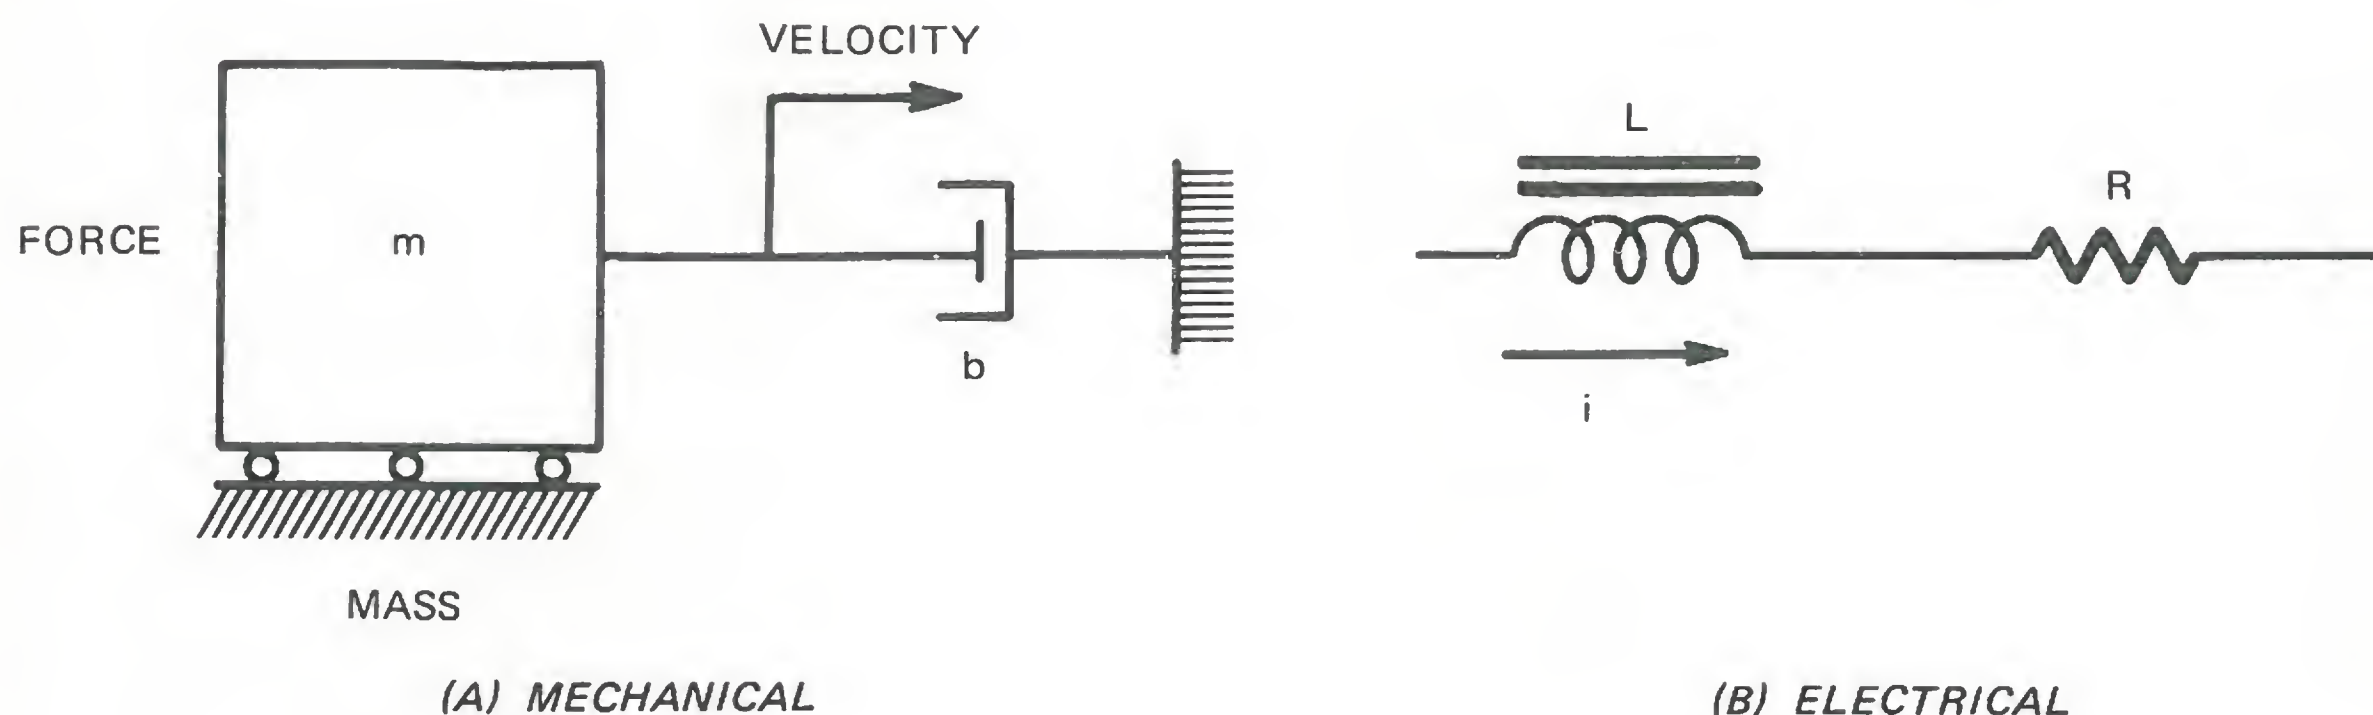 VELOCITY
FORCE
m
b
MASS
(A) MECHANICAL
L
R
i
(B) ELECTRICAL